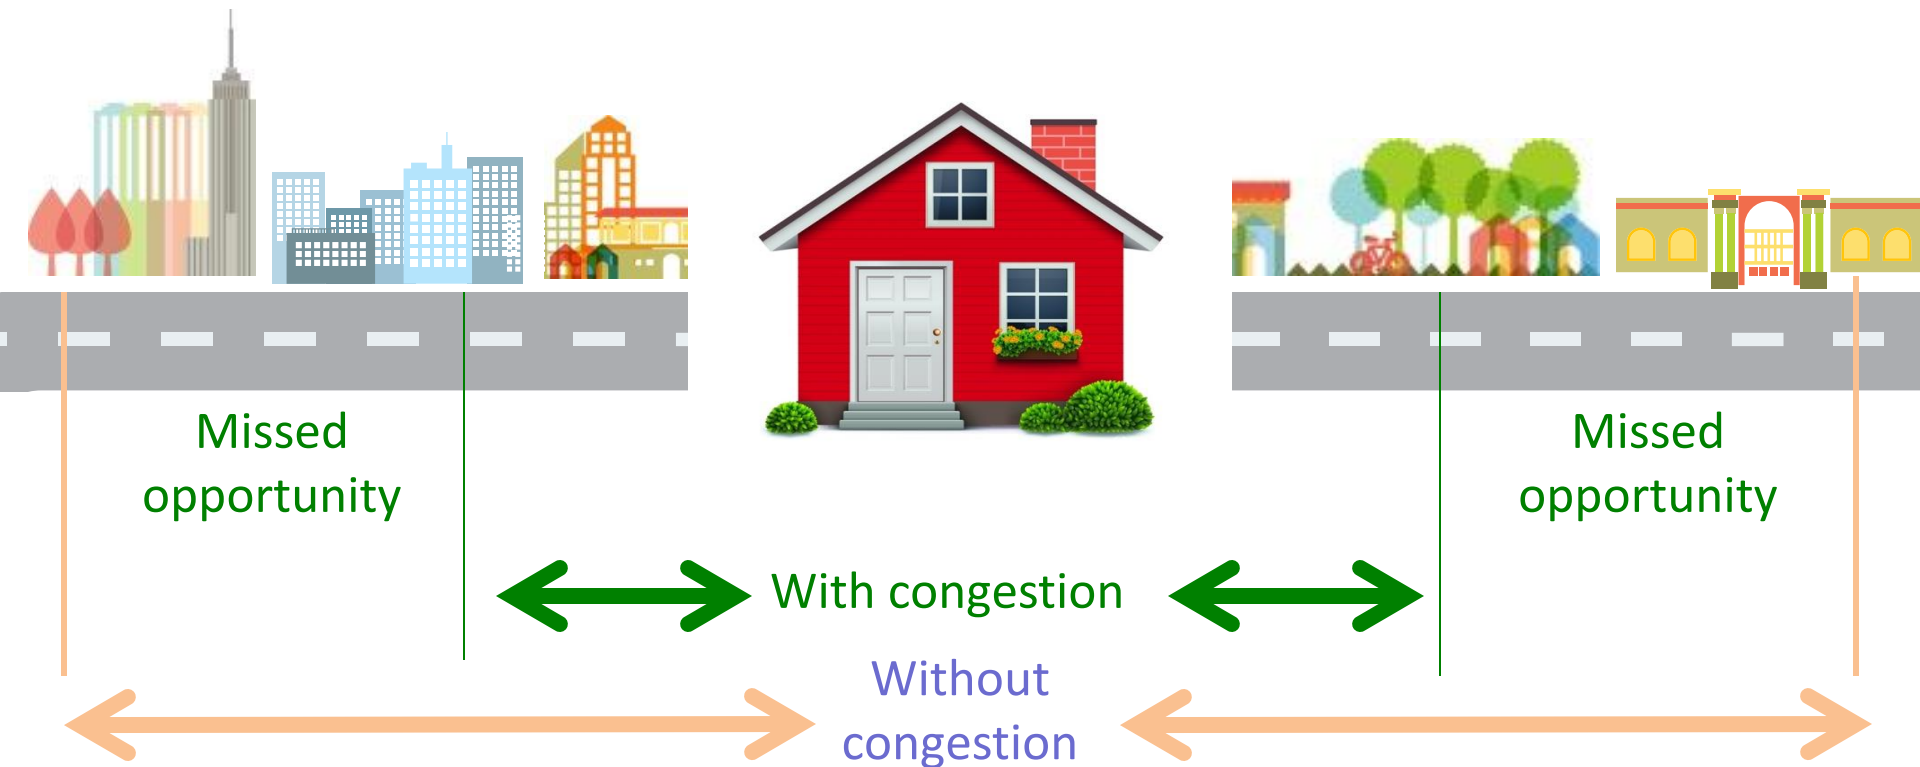 Missed
opportunity
Missed
opportunity
With congestion
Without
congestion